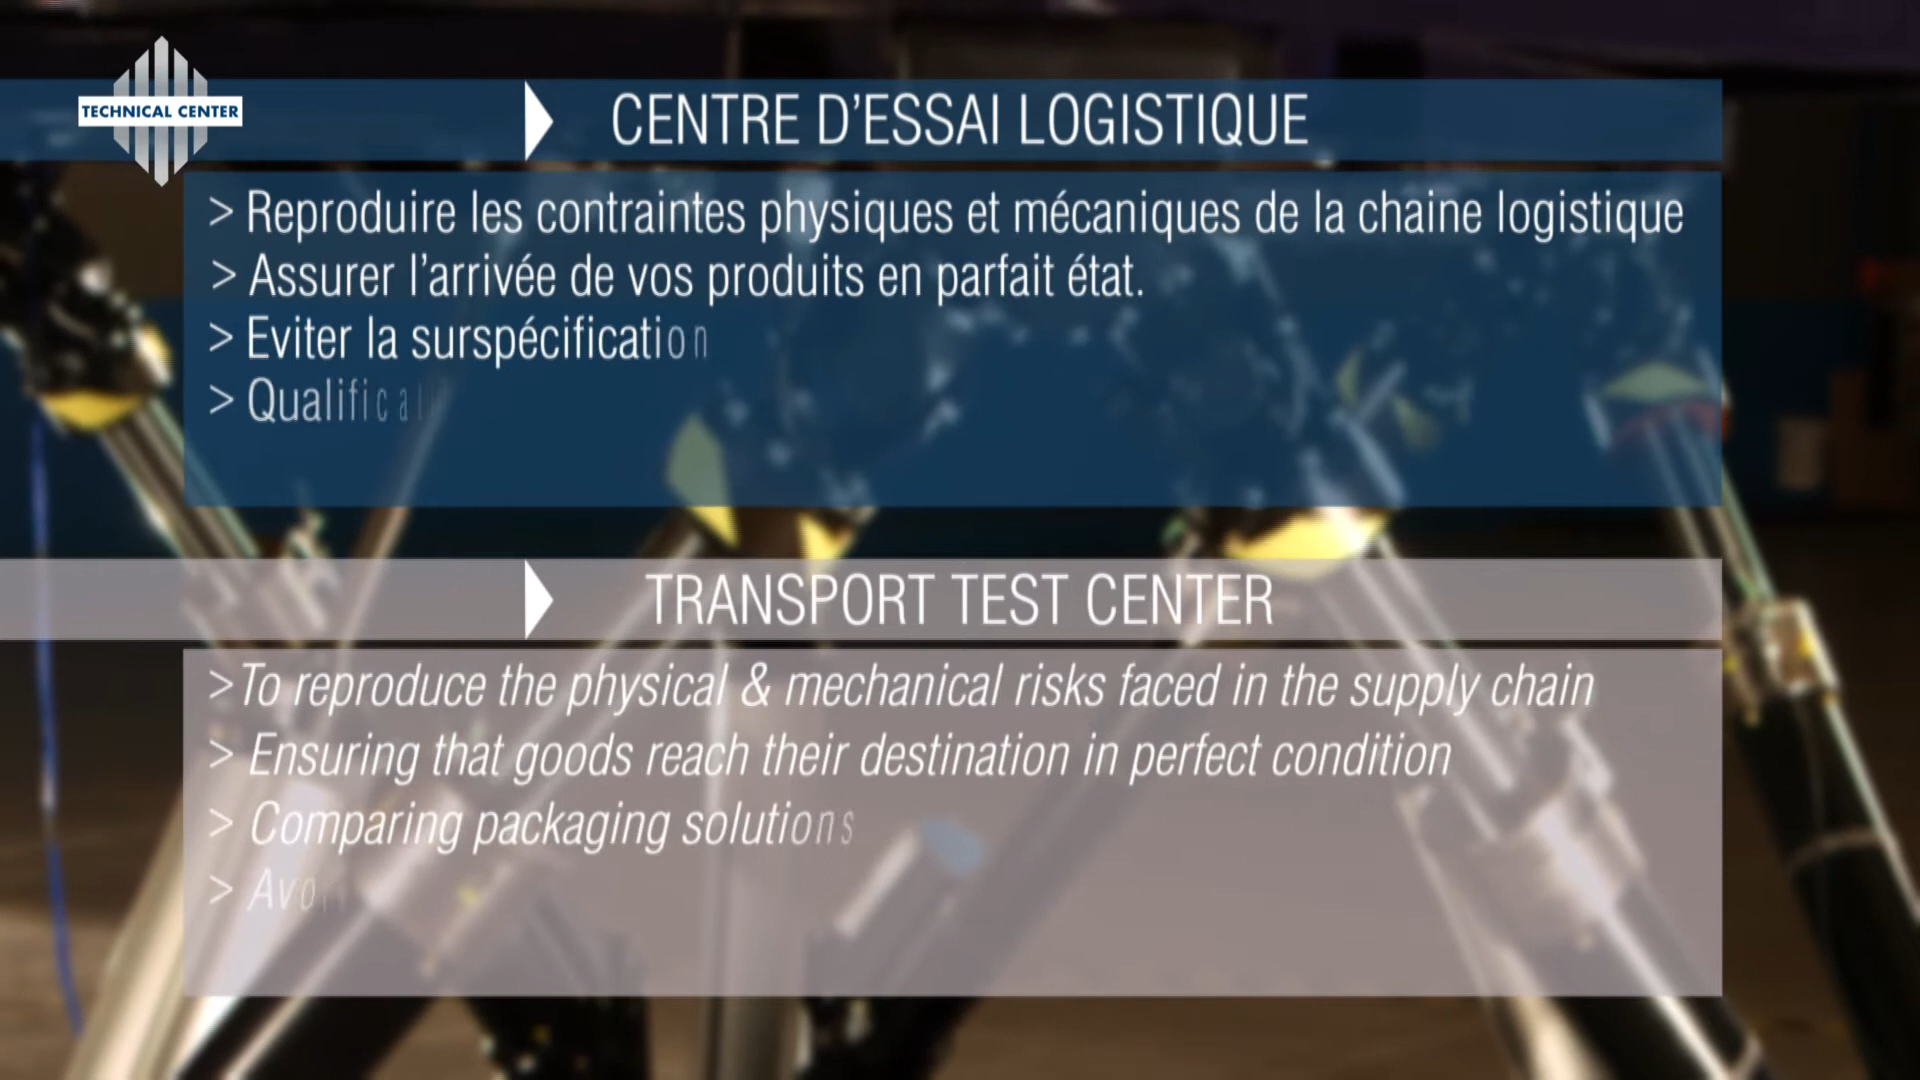 TECHNICAL CENTER
CENTRE D'ESSAI LOGISTIQUE
> Reproduire les contraintes physiques et mécaniques de la chaine logistique
> Assurer l'arrivée de vos produits en parfait état.
> Eviter la surspécification
>
TRANSPORT TEST CENTER
>To reproduce the physical & mechanical risks faced in the supply chain
> Ensuring that goods reach their destination in perfect condition
> Comparing packaging solutions
>